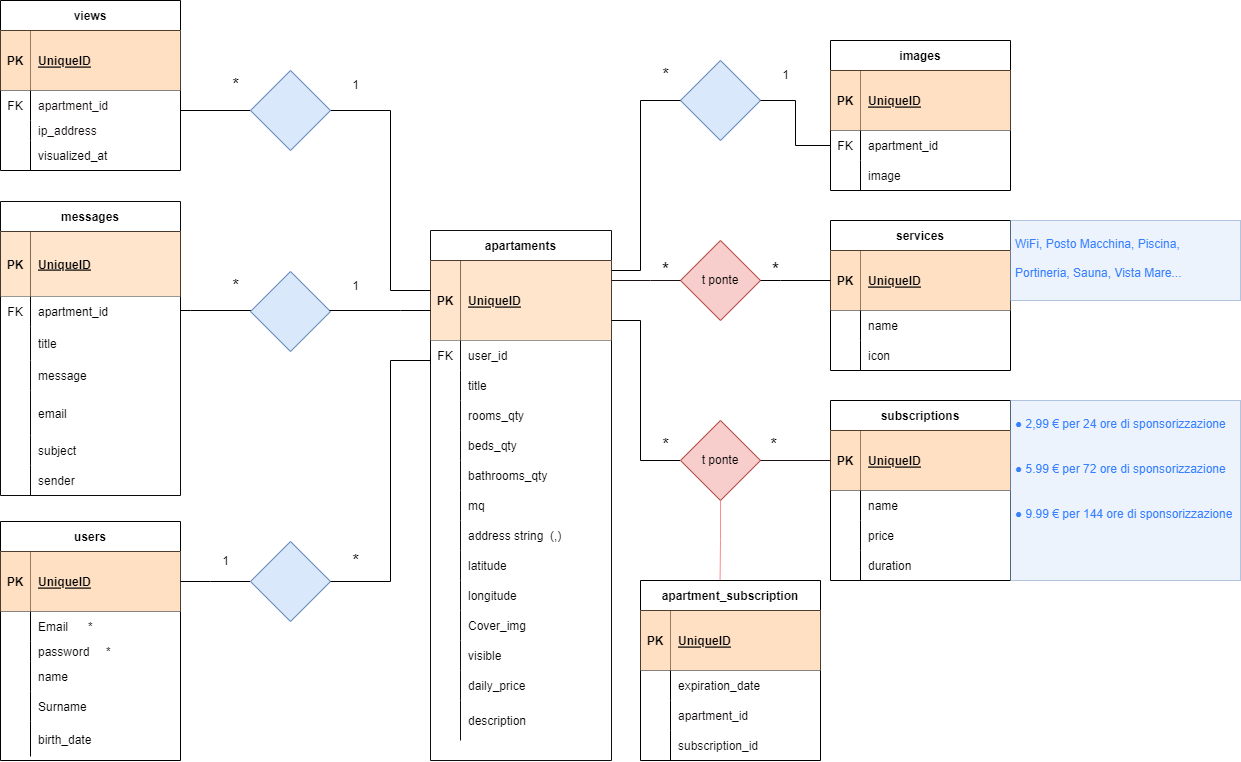 views
PK UniqueID
FK apartment_id
ip_address
visualized_at
* 1
messages
PK UniqueID
FK apartment_id
title
message
email
subject
sender
* 1
users
PK UniqueID
Email *
password *
name
Surname
birth_date
1 *
apartaments
PK UniqueID
FK user_id
title
rooms_qty
beds_qty
bathrooms_qty
mq
address string (,)
latitude
longitude
Cover_img
visible
daily_price
description
* 1
images
PK UniqueID
FK apartment_id
image
* t ponte *
services
PK UniqueID
name
icon
WiFi, Posto Macchina, Piscina,
Portineria, Sauna, Vista Mare...
* t ponte *
subscriptions
PK UniqueID
name
price
duration
● 2,99 € per 24 ore di sponsorizzazione
● 5.99 € per 72 ore di sponsorizzazione
● 9.99 € per 144 ore di sponsorizzazione
apartment_subscription
PK UniqueID
expiration_date
apartment_id
subscription_id